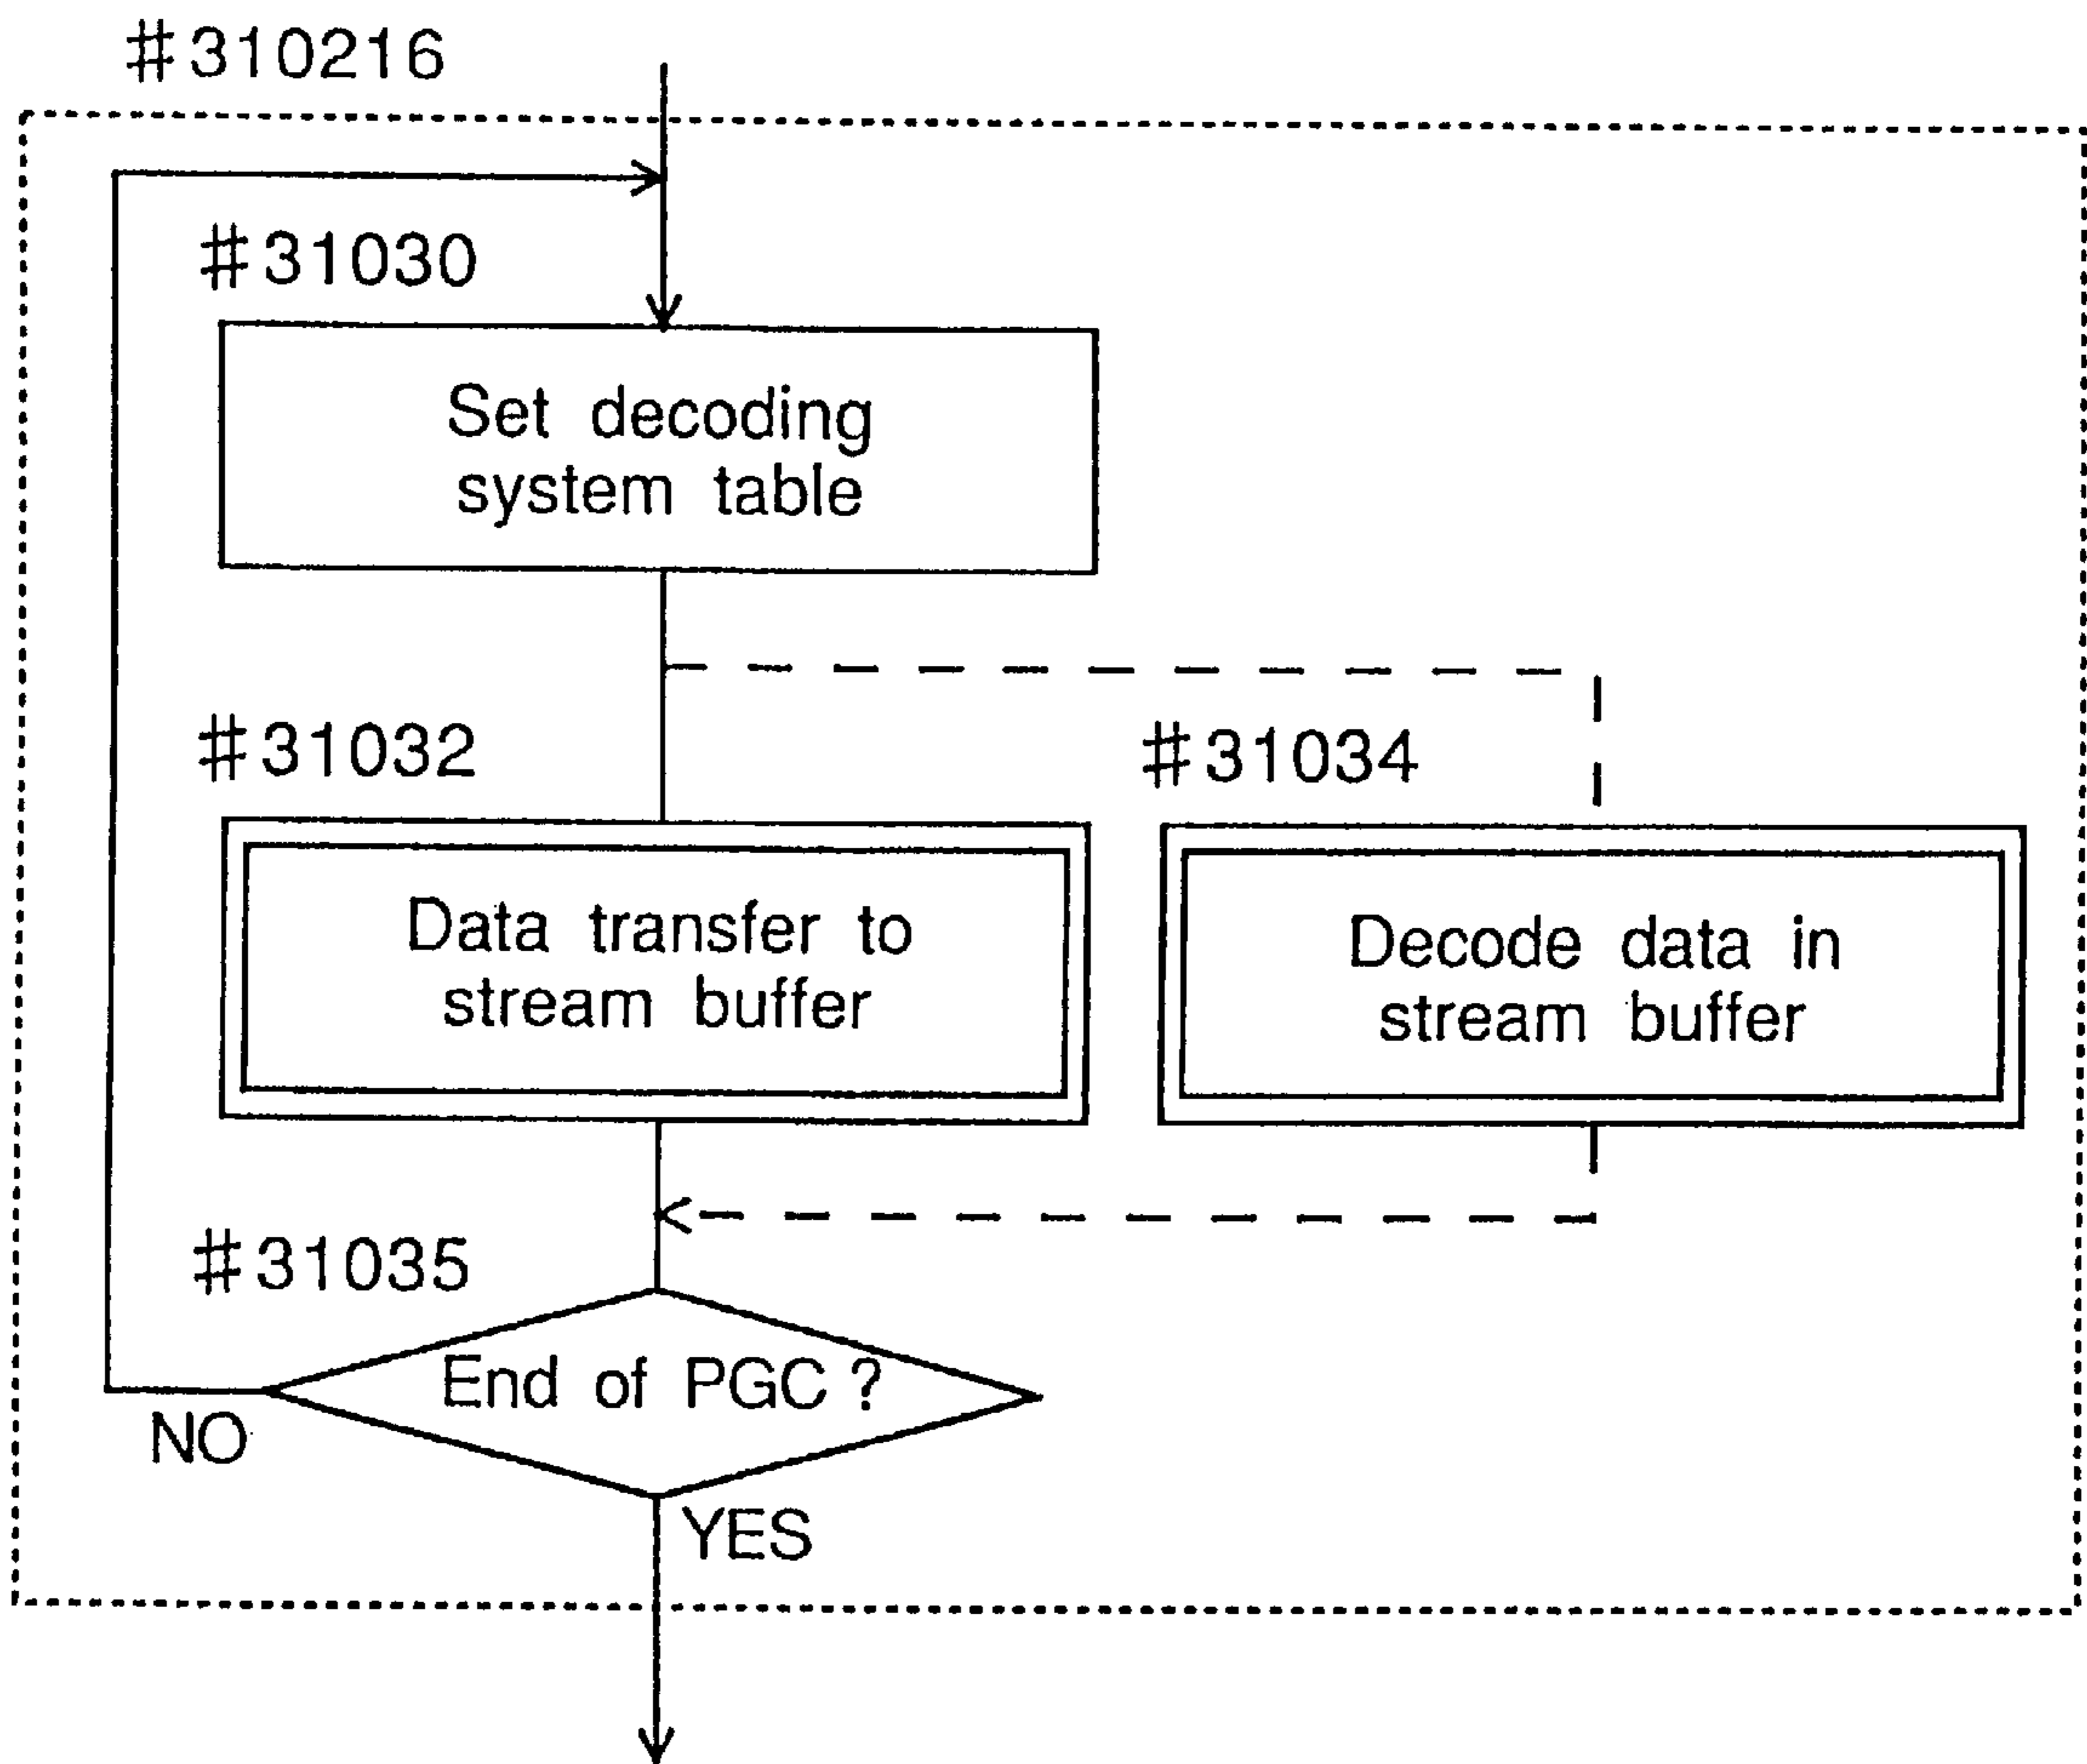 #310216
#31030
Set decoding
system table
#31032
#31034
Data transfer to
stream buffer
Decode data in
stream buffer
#31035
End of PGC ?
NO
YES